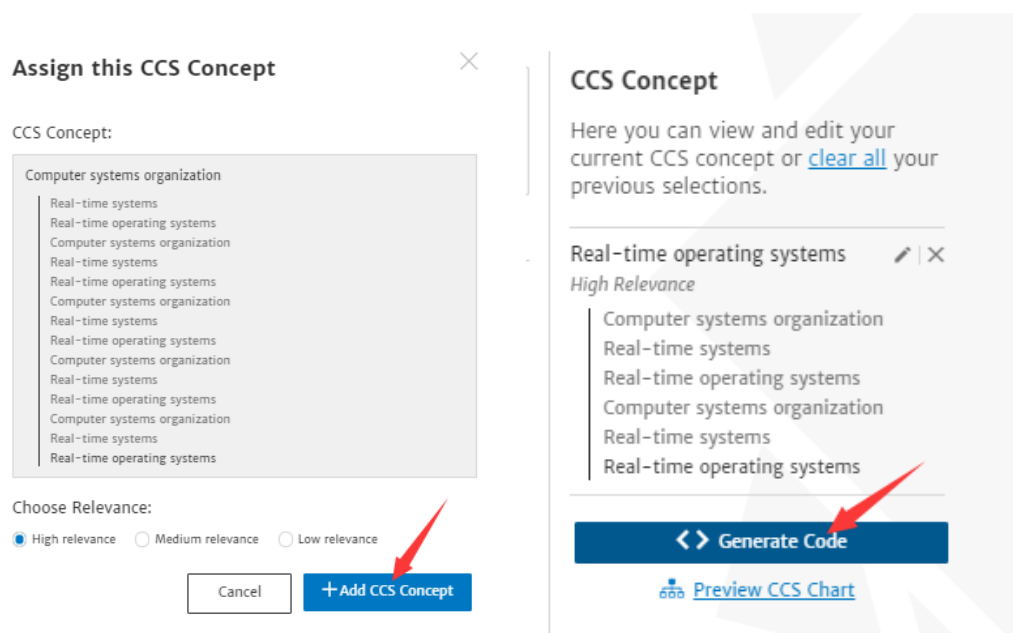 Assign this CCS Concept
CCS Concept:
Computer systems organization
Real-time systems
Real-time operating systems
Computer systems organization
Real-time systems
Real-time operating systems
Computer systems organization
Real-time systems
Real-time operating systems
Computer systems organization
Real-time systems
Real-time operating systems
Computer systems organization
Real-time systems
Real-time operating systems
Choose Relevance:
High relevance Medium relevance Low relevance
Cancel +Add CCS Concept
CCS Concept
Here you can view and edit your
current CCS concept or clear all your
previous selections.
Real-time operating systems
High Relevance
Computer systems organization
Real-time systems
Real-time operating systems
Computer systems organization
Real-time systems
Real-time operating systems
<> Generate Code
Preview CCS Chart